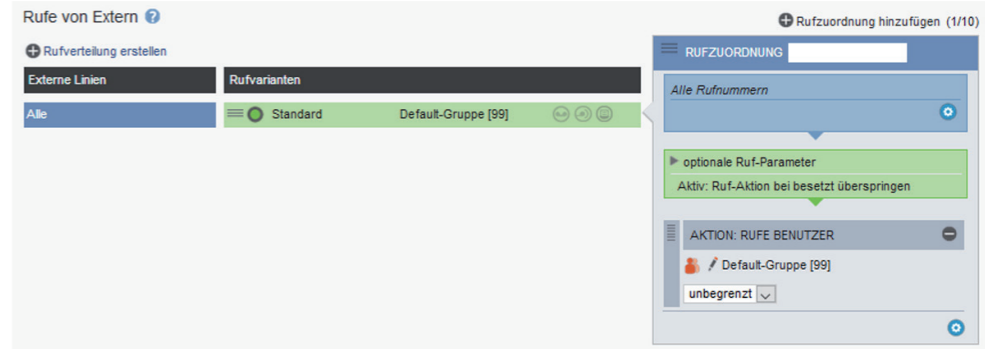 Rufe von Extern ?
Rufzuordnung hinzufügen (1/10)
Rufverteilung erstellen
Externe Linien
Rufvarianten
Alle
Standard
Default-Gruppe [99]
RUFZUORDNUNG
Alle Rufnummern
optionale Ruf-Parameter
Aktiv: Ruf-Aktion bei besetzt überspringen
AKTION: RUFE BENUTZER
Default-Gruppe [99]
unbegrenzt